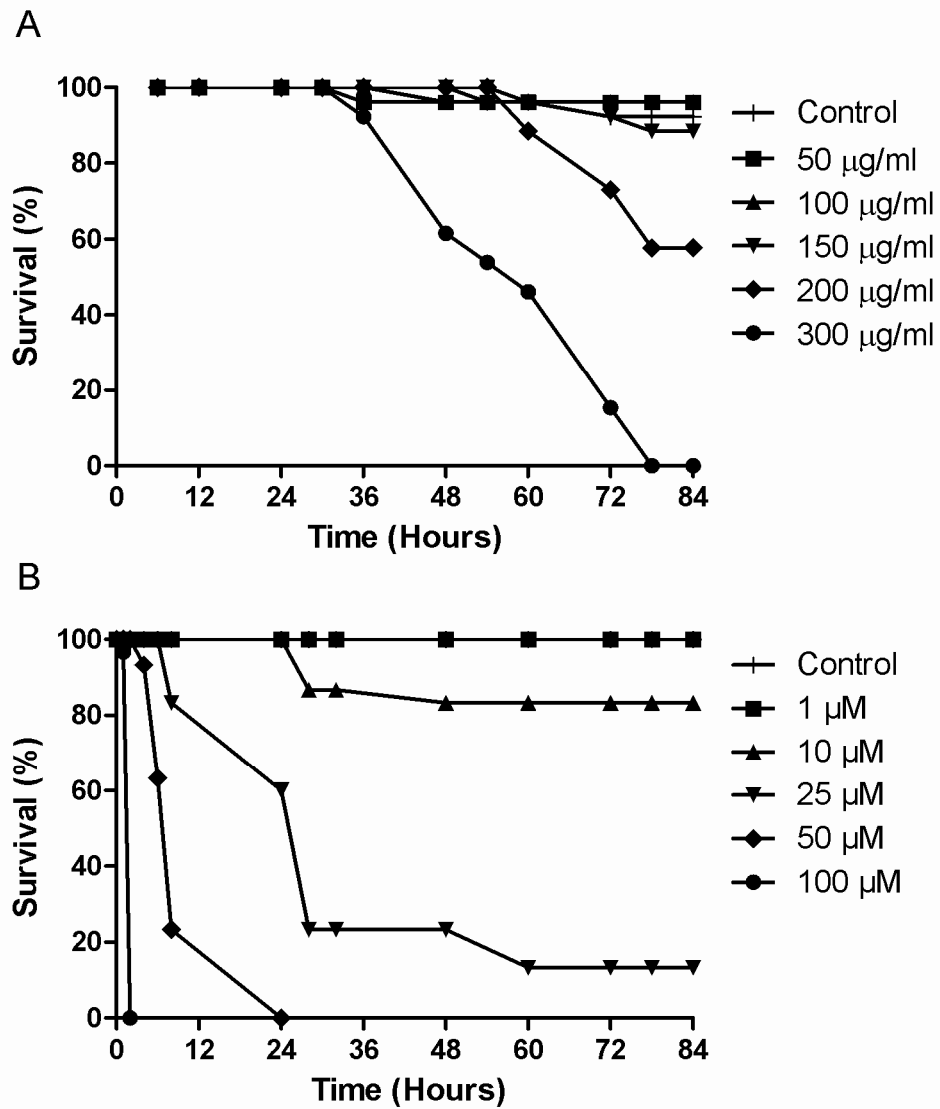 A
100
80
60
40
20
0
Survival (%)
0 12 24 36 48 60 72 84
Time (Hours)
Control
50 μg/ml
100 μg/ml
150 μg/ml
200 μg/ml
300 μg/ml
B
100
80
60
40
20
0
Survival (%)
0 12 24 36 48 60 72 84
Time (Hours)
Control
1 µM
10 µM
25 µM
50 µM
100 µM